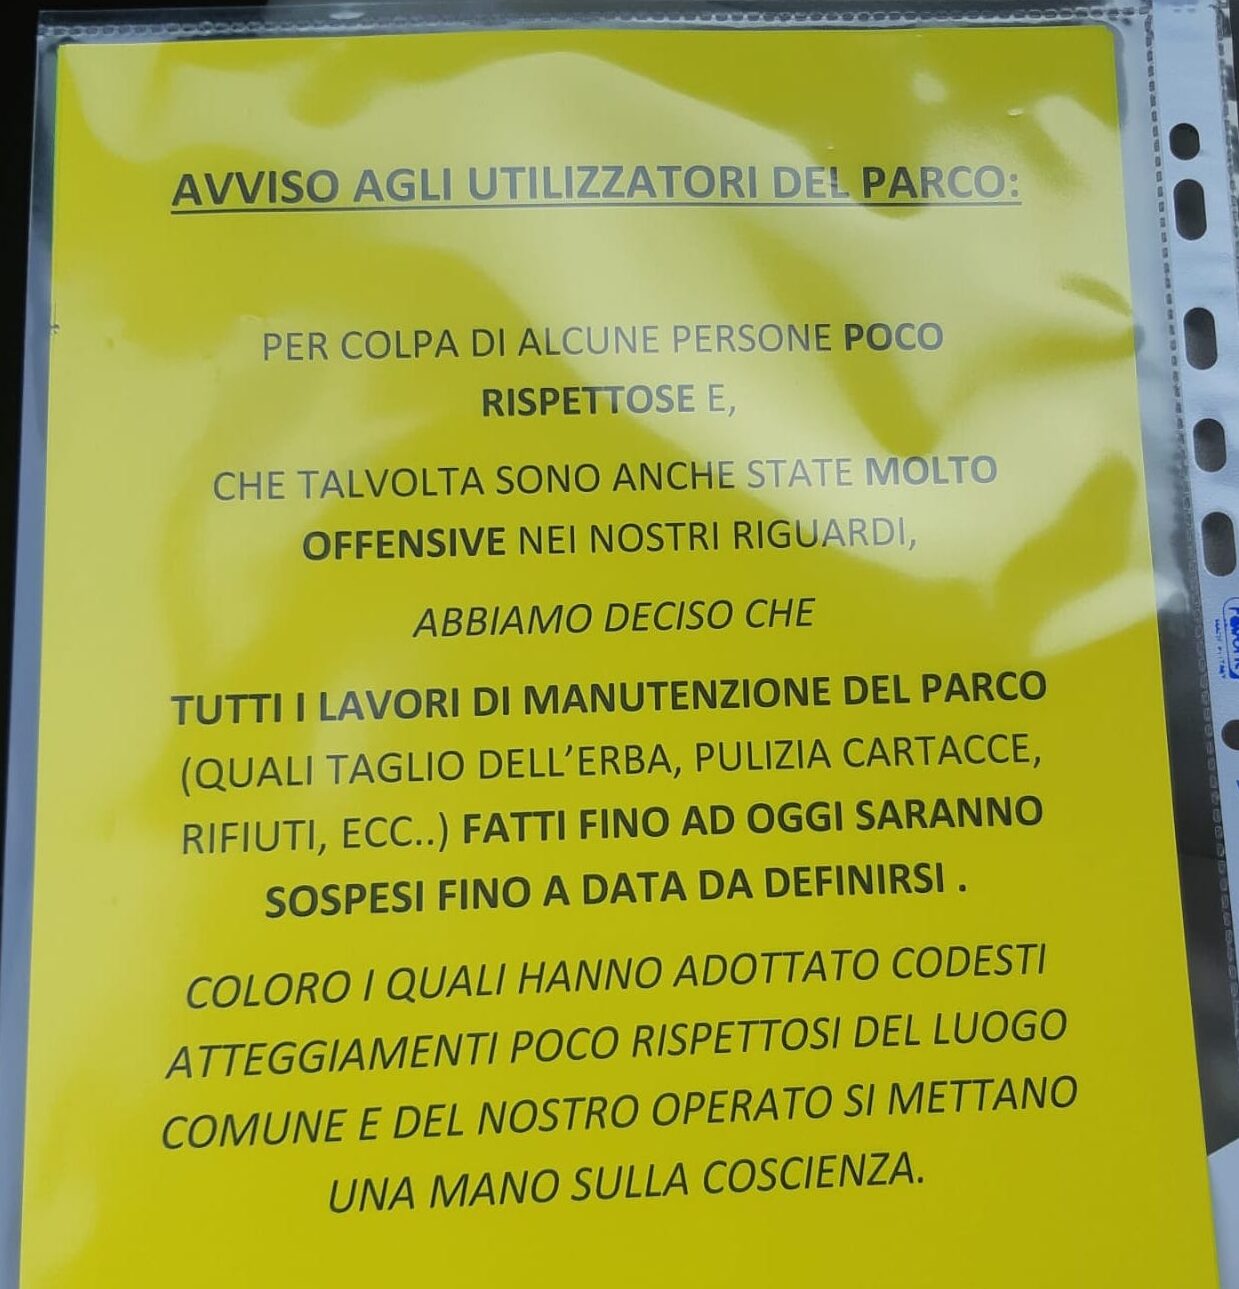 AVVISO AGLI UTILIZZATORI DEL PARCO:
PER COLPA DI ALCUNE PERSONE POCO
RISPETTOSE E,
CHE TALVOLTA SONO ANCHE STATE MOLTO
OFFENSIVE NEI NOSTRI RIGUARDI,
ABBIAMO DECISO CHE
TUTTI I LAVORI DI MANUTENZIONE DEL PARCO
(QUALI TAGLIO DELL'ERBA, PULIZIA CARTACCE,
RIFIUTI, ECC..) FATTI FINO AD OGGI SARANNO
SOSPESI FINO A DATA DA DEFINIRSI .
COLORO I QUALI HANNO ADOTTATO CODESTI
ATTEGGIAMENTI POCO RISPETTOSI DEL LUOGO
COMUNE E DEL NOSTRO OPERATO SI METTANO
UNA MANO SULLA COSCIENZA.